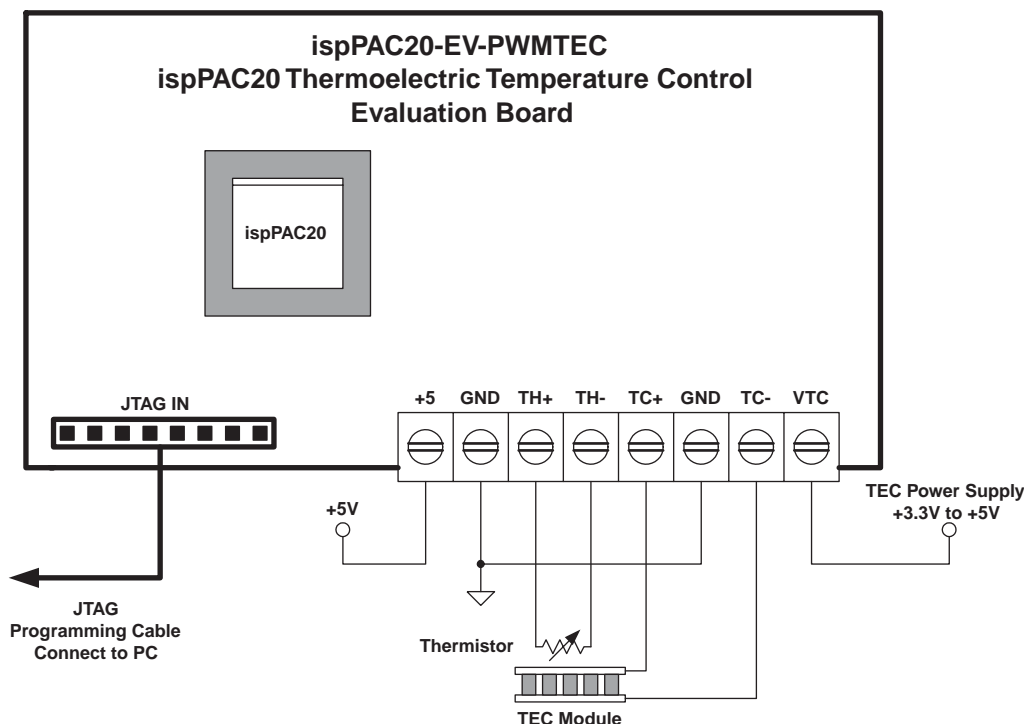 ispPAC20-EV-PWMTEC
ispPAC20 Thermoelectric Temperature Control
Evaluation Board
ispPAC20
JTAG IN
+5 GND TH+ TH- TC+ GND TC- VTC
+5V
TEC Power Supply
+3.3V to +5V
JTAG
Programming Cable
Connect to PC
Thermistor
TEC Module